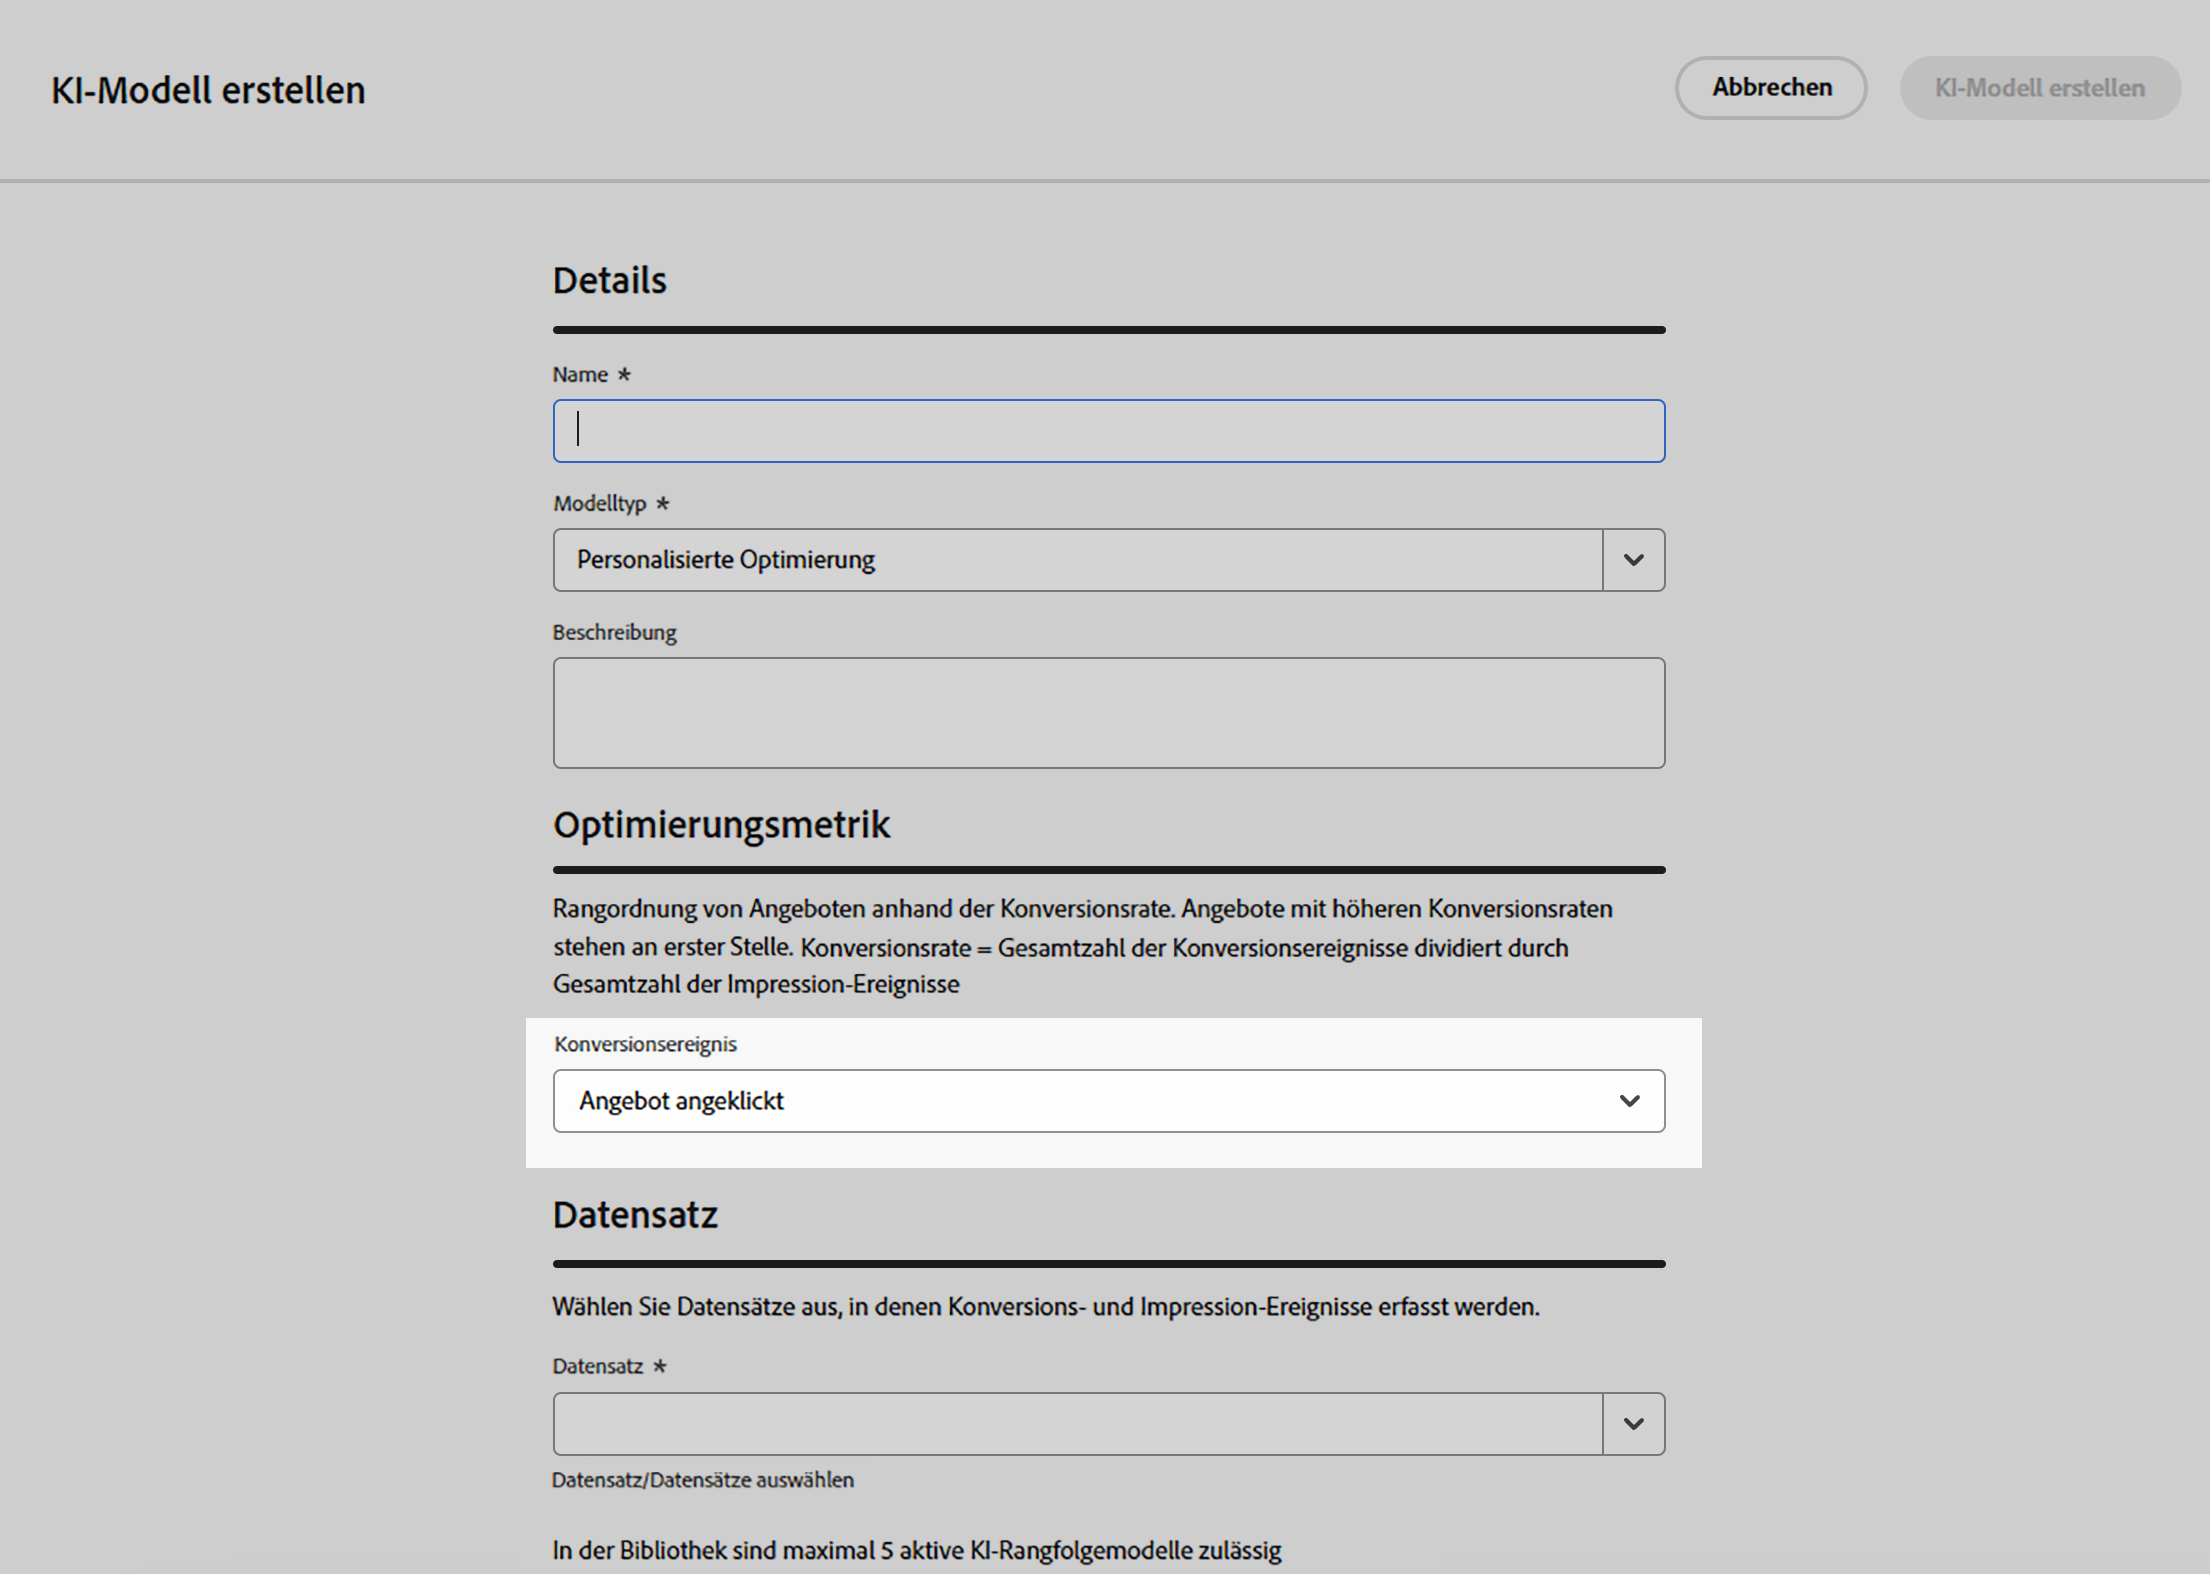 KI-Modell erstellen
Abbrechen
KI-Modell erstellen
Details
Name *
Modelltyp *
Personalisierte Optimierung
Beschreibung
Optimierungsmetrik
Rangordnung von Angeboten anhand der Konversionsrate. Angebote mit höheren Konversionsraten
stehen an erster Stelle. Konversionsrate = Gesamtzahl der Konversionsereignisse dividiert durch
Gesamtzahl der Impression-Ereignisse
Konversionsereignis
Angebot angeklickt
Datensatz
Wählen Sie Datensätze aus, in denen Konversions- und Impression-Ereignisse erfasst werden.
Datensatz *
Datensatz/Datensätze auswählen
In der Bibliothek sind maximal 5 aktive KI-Rangfolgemodelle zulässig